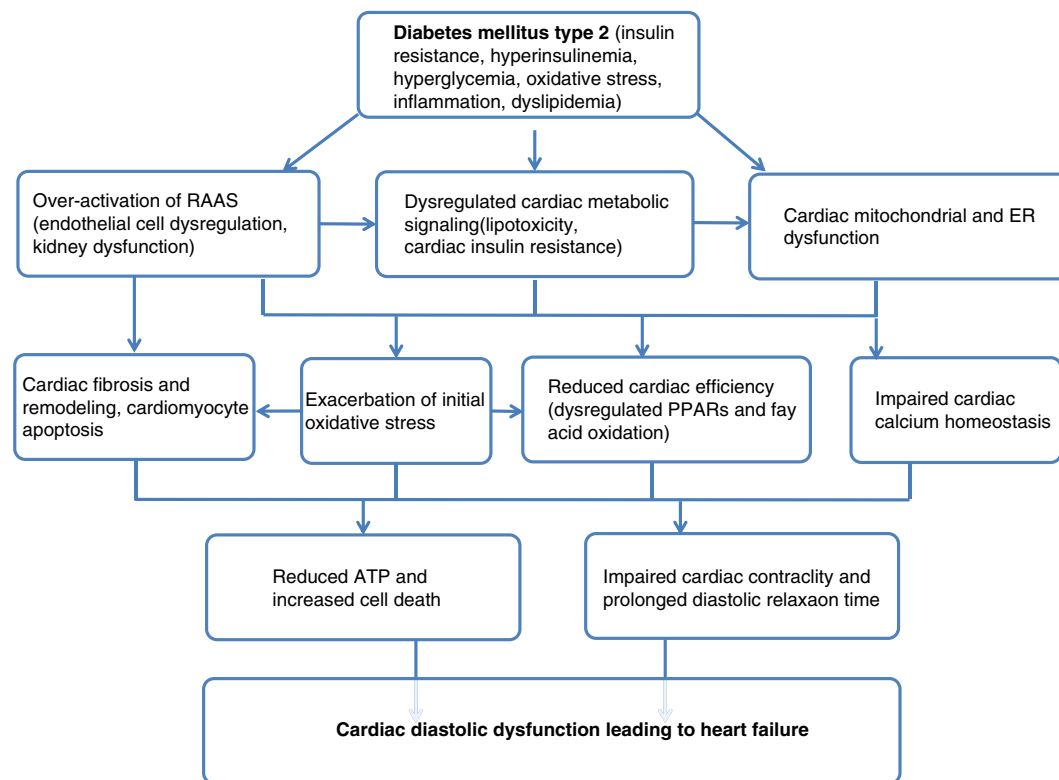 Diabetes mellitus type 2 (insulin
resistance, hyperinsulinemia,
hyperglycemia, oxidative stress,
inflammation, dyslipidemia)
Over-activation of RAAS
(endothelial cell dysregulation,
kidney dysfunction)
Dysregulated cardiac metabolic
signaling(lipotoxicity,
cardiac insulin resistance)
Cardiac mitochondrial and ER
dysfunction
Cardiac fibrosis and
remodeling, cardiomyocyte
apoptosis
Exacerbation of initial
oxidative stress
Reduced cardiac efficiency
(dysregulated PPARs and fay
acid oxidation)
Impaired cardiac
calcium homeostasis
Reduced ATP and
increased cell death
Impaired cardiac contraclity and
prolonged diastolic relaxaon time
Cardiac diastolic dysfunction leading to heart failure